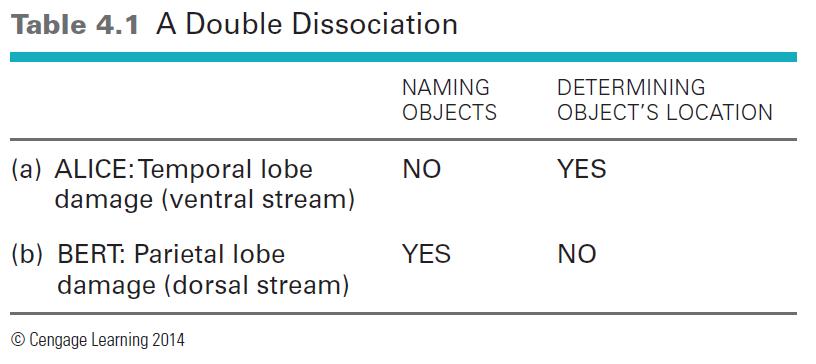 Table 4.1 A Double Dissociation
NAMING OBJECTS
DETERMINING OBJECT'S LOCATION
(a) ALICE: Temporal lobe damage (ventral stream)
NO
YES
(b) BERT: Parietal lobe damage (dorsal stream)
YES
NO
© Cengage Learning 2014